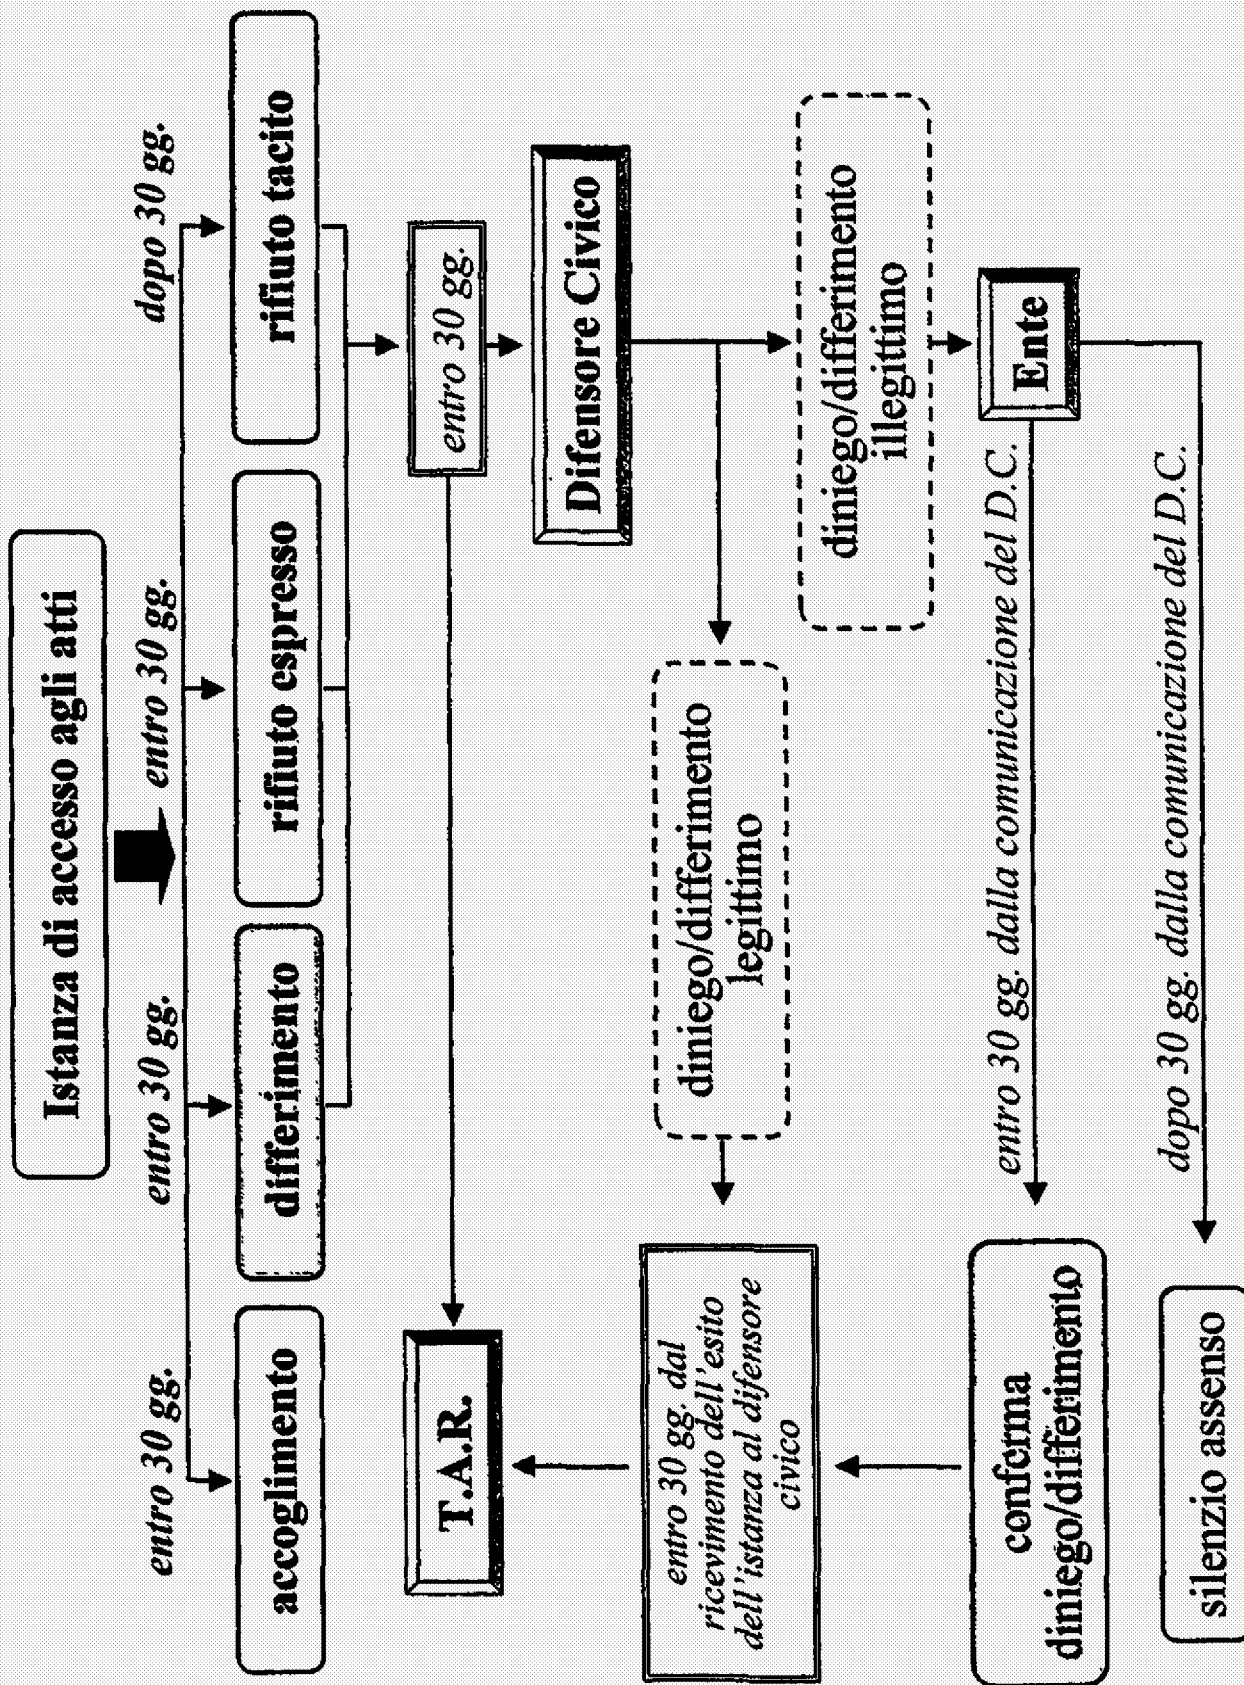 Istanza di accesso agli atti
entro 30 gg.
entro 30 gg.
entro 30 gg.
dopo 30 gg.
accoglimento
differimento
rifiuto espresso
rifiuto tacito
entro 30 gg.
T.A.R.
Difensore Civico
entro 30 gg. dal
ricevimento dell'esito
dell'istanza al difensore
civico
diniego/differimento
legittimo
diniego/differimento
illegittimo
Ente
entro 30 gg. dalla comunicazione del D.C.
conferma
diniego/differimento
dopo 30 gg. dalla comunicazione del D.C.
silenzio assenso